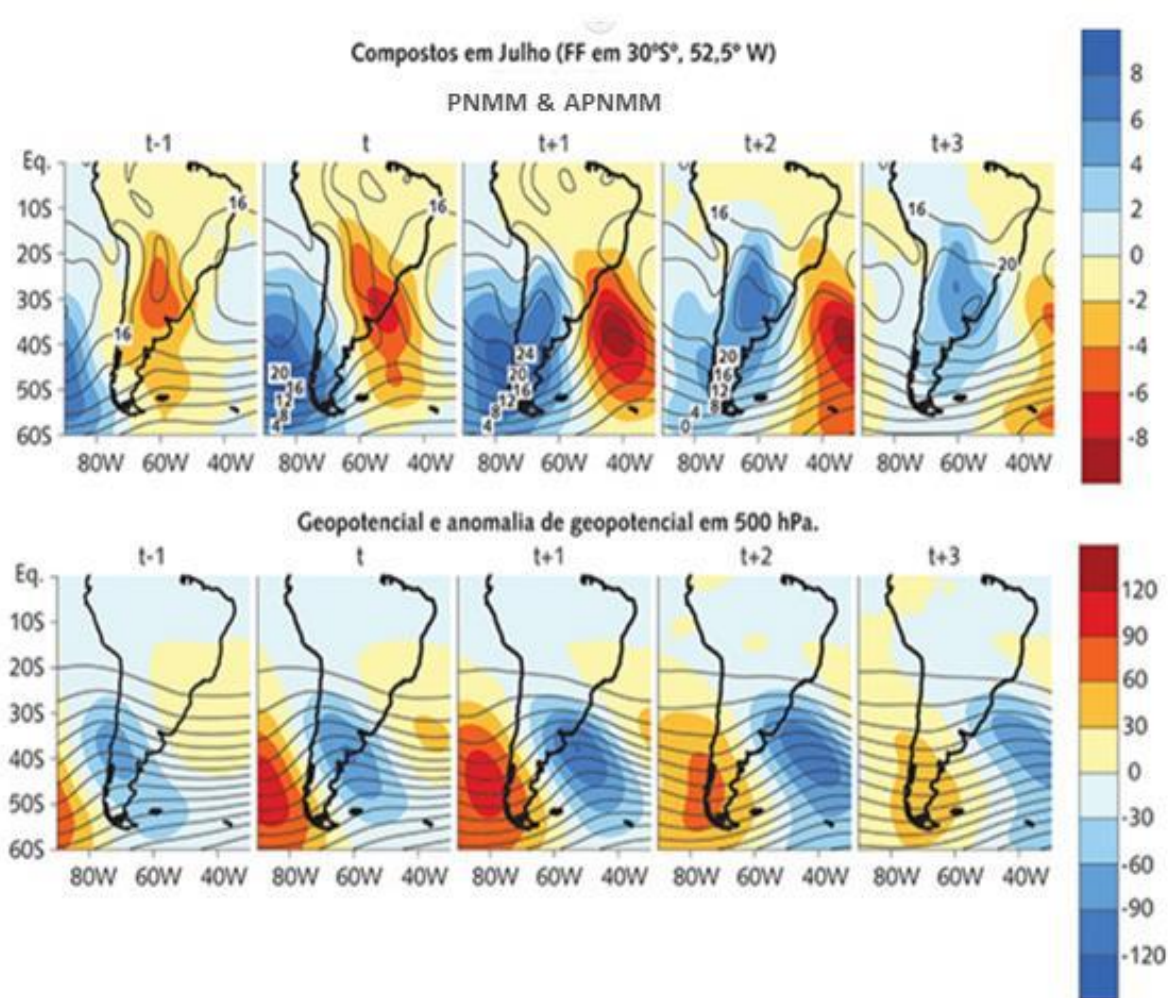 Compostos em Julho (FF em 30ºSº, 52,5º W)
PNMM & APNMM
t-1 t t+1 t+2 t+3
Eq.
10S
20S
30S
40S
50S
60S
16
16
16
20
16
12
8
4
24
20
16
12
8
4
16
20
16
12
8
4
0
16
20
80W 60W 40W 80W 60W 40W 80W 60W 40W 80W 60W 40W 80W 60W 40W
8
6
4
2
0
-2
-4
-6
-8
Geopotencial e anomalia de geopotencial em 500 hPa.
t-1 t t+1 t+2 t+3
Eq.
10S
20S
30S
40S
50S
60S
80W 60W 40W 80W 60W 40W 80W 60W 40W 80W 60W 40W 80W 60W 40W
120
90
60
30
0
-30
-60
-90
-120